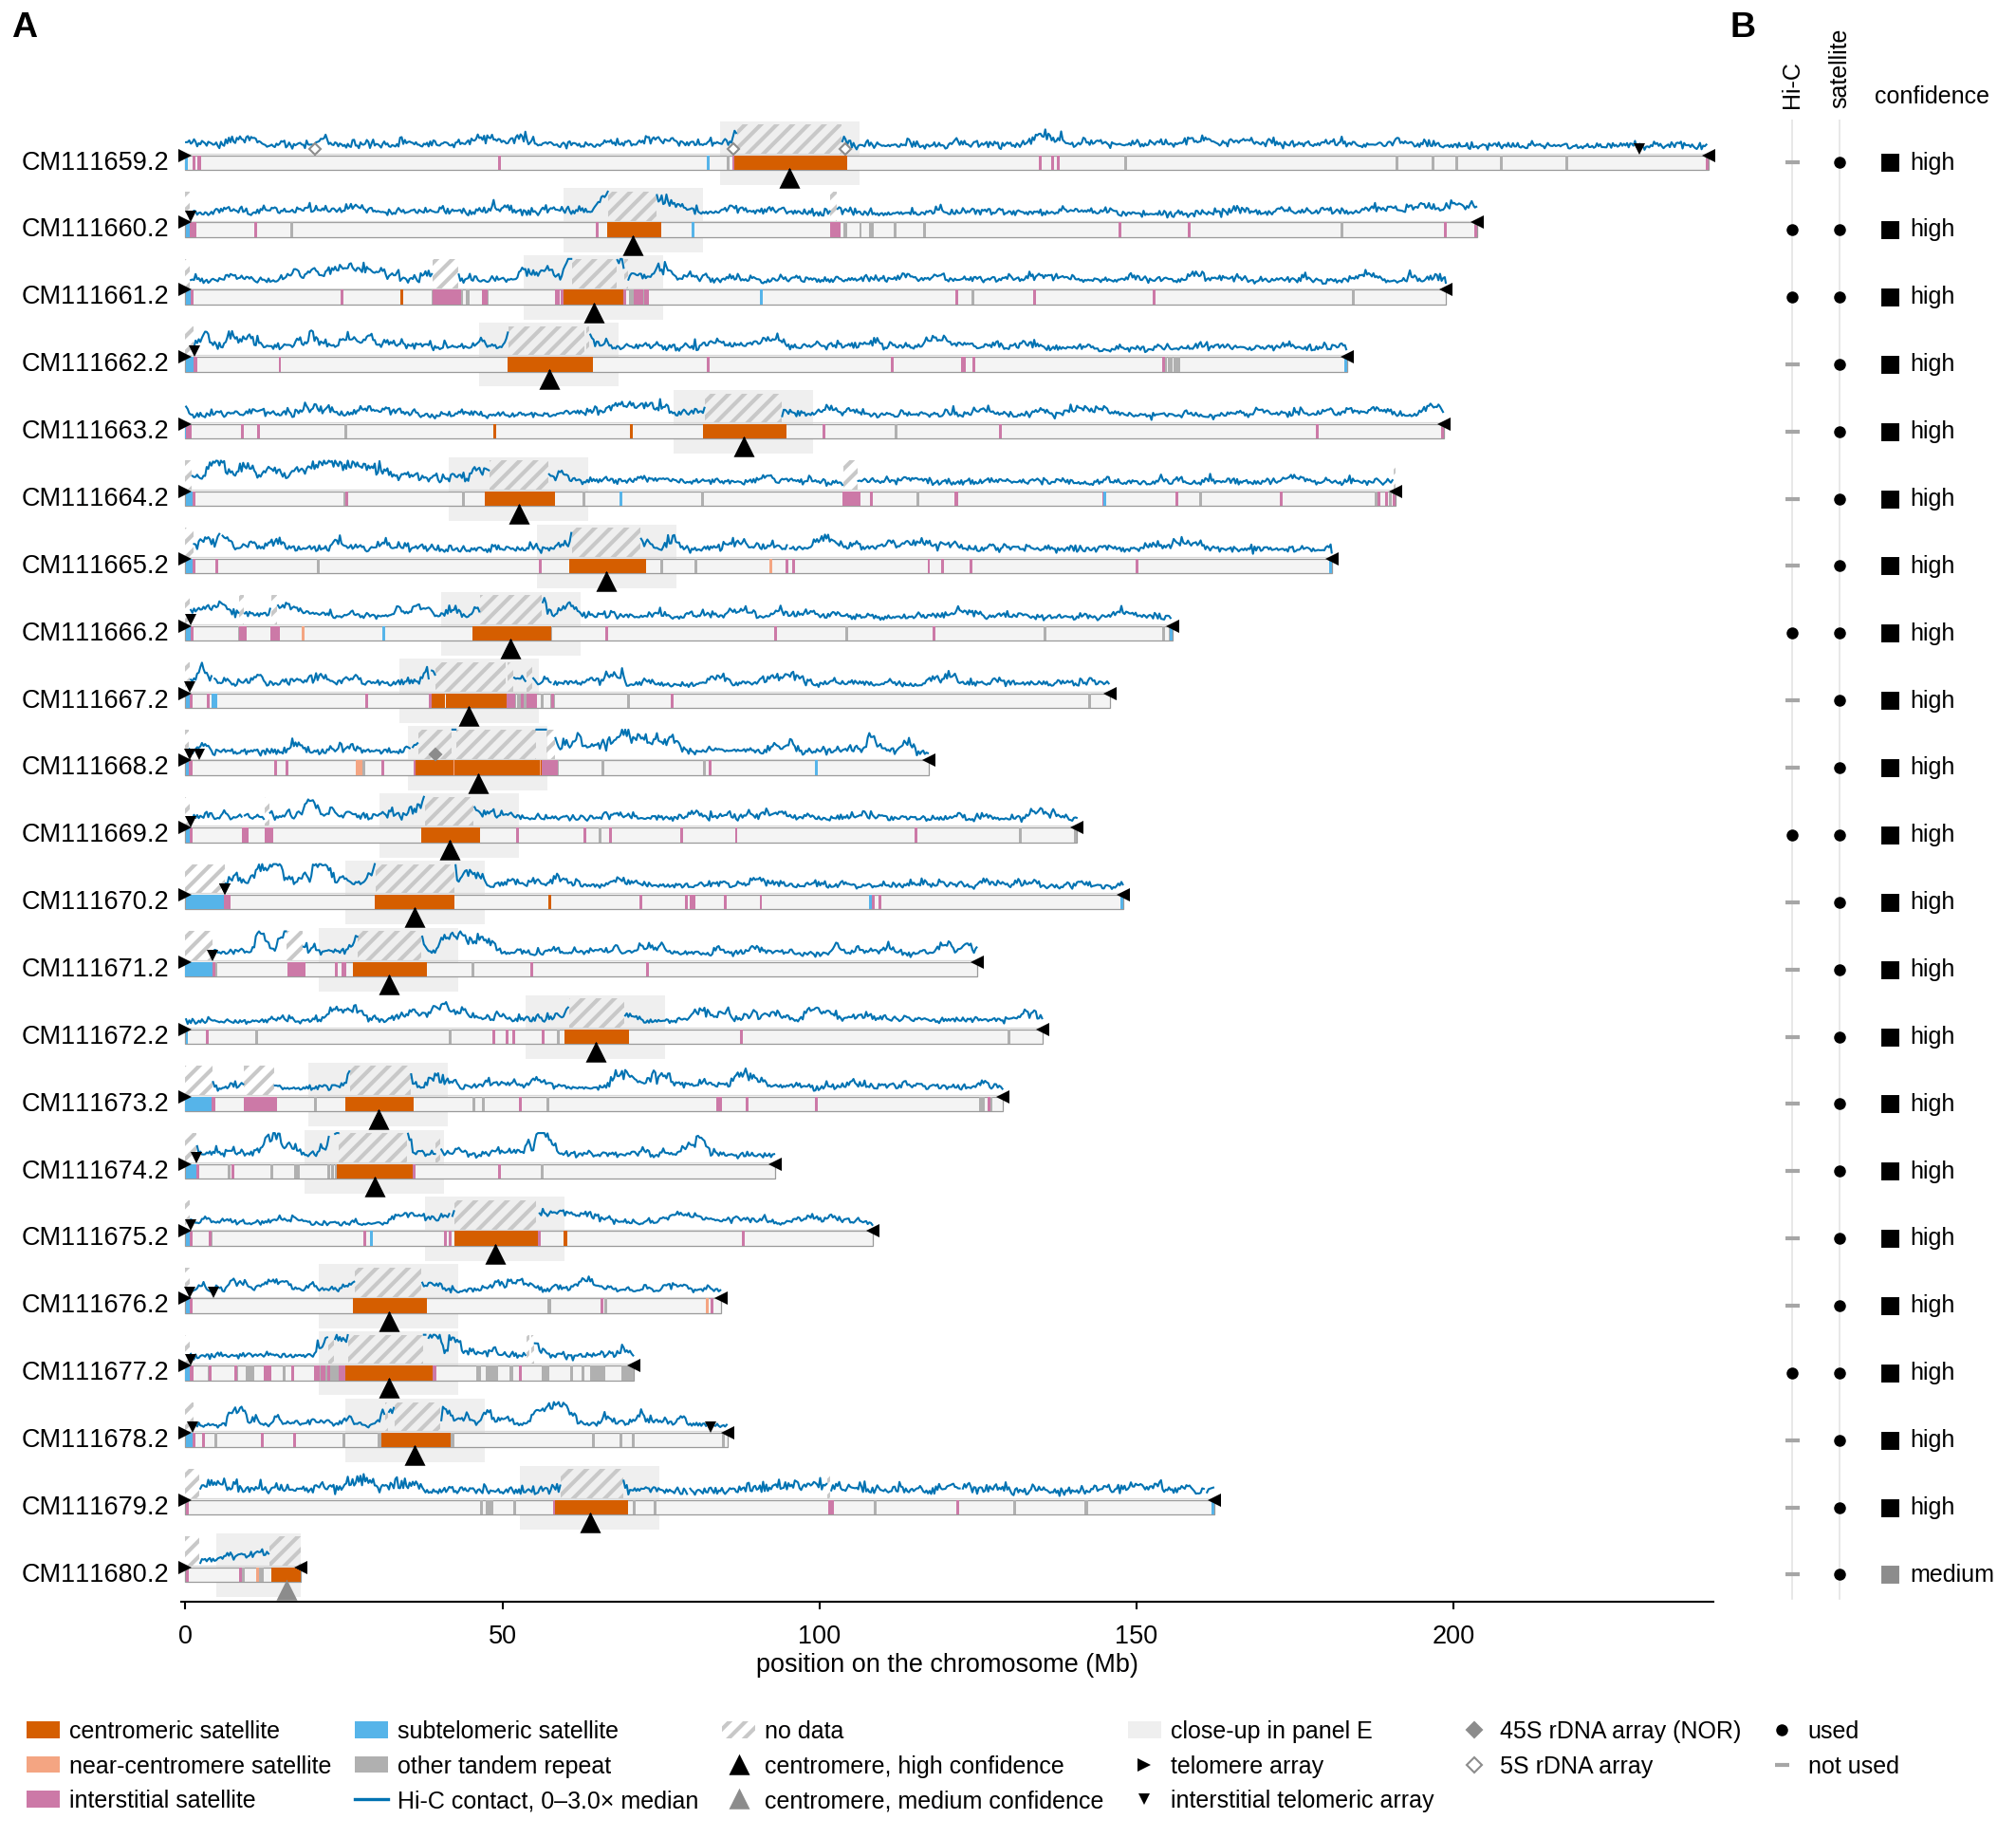 A
B
Hi-C
satellite
confidence
CM111659.2
high
CM111660.2
high
CM111661.2
high
CM111662.2
high
CM111663.2
high
CM111664.2
high
CM111665.2
high
CM111666.2
high
CM111667.2
high
CM111668.2
high
CM111669.2
high
CM111670.2
high
CM111671.2
high
CM111672.2
high
CM111673.2
high
CM111674.2
high
CM111675.2
high
CM111676.2
high
CM111677.2
high
CM111678.2
high
CM111679.2
high
CM111680.2
medium
0 50 100 150 200
position on the chromosome (Mb)
centromeric satellite
near-centromere satellite
interstitial satellite
subtelomeric satellite
other tandem repeat
Hi-C contact, 0–3.0× median
no data
centromere, high confidence
centromere, medium confidence
close-up in panel E
telomere array
interstitial telomeric array
45S rDNA array (NOR)
5S rDNA array
used
not used